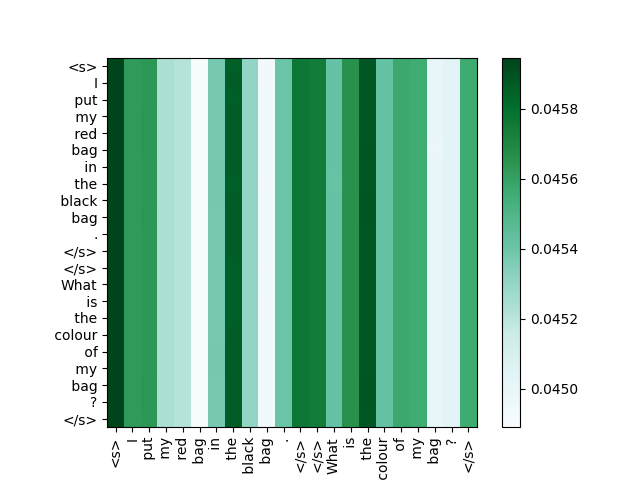 <s>
I
put
my
red
bag
in
the
black
bag
.
</s>
</s>
What
is
the
colour
of
my
bag
?
</s>
<s>
I
put
my
red
bag
in
the
black
bag
.
</s>
</s>
What
is
the
colour
of
my
bag
?
</s>
0.0458
0.0456
0.0454
0.0452
0.0450